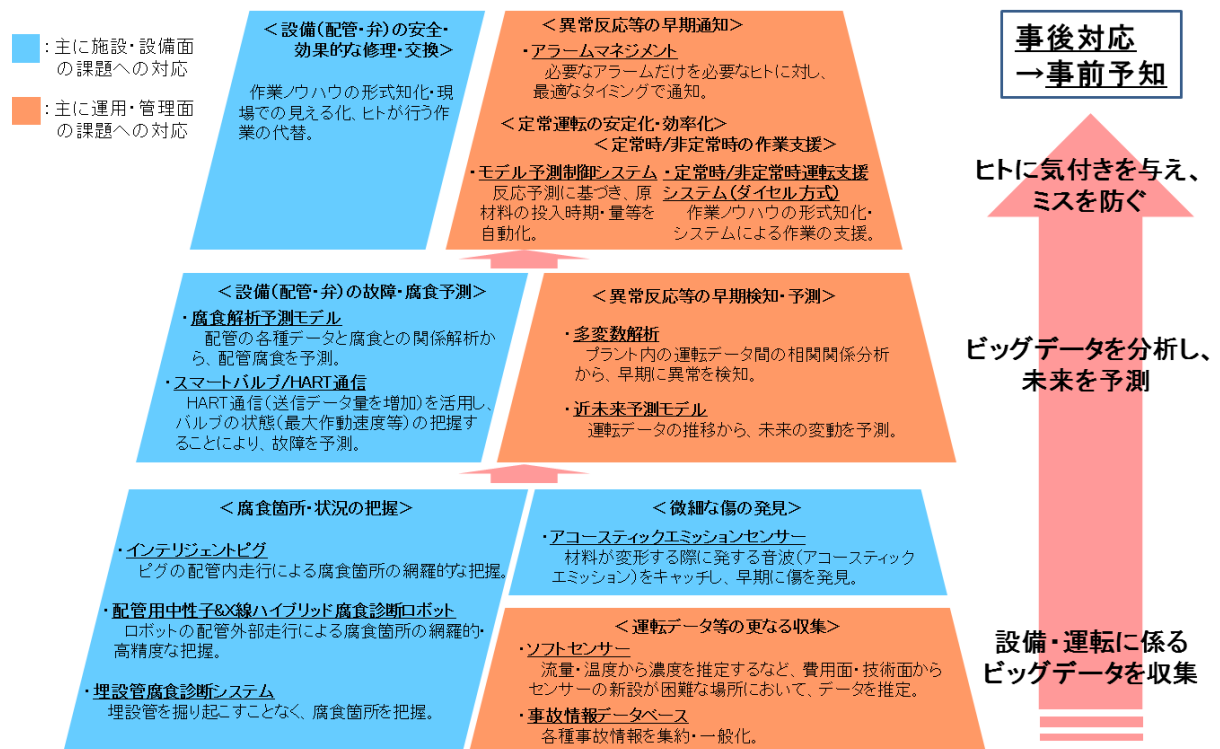 ：主に施設・設備面
の課題への対応
：主に運用・管理面
の課題への対応
＜設備(配管・弁)の安全・
効果的な修理・交換＞
作業ノウハウの形式知化・現
場での見える化、ヒトが行う作
業の代替。
＜異常反応等の早期通知＞
・アラームマネジメント
必要なアラームだけを必要なヒトに対し、
最適なタイミングで通知。
＜定常運転の安定化・効率化＞
＜定常時/非定常時の作業支援＞
・モデル予測制御システム
反応予測に基づき、原
材料の投入時期・量等を
自動化。
・定常時/非定常時運転支援
システム(ダイセル方式)
作業ノウハウの形式知化・
システムによる作業の支援。
事後対応
→事前予知
ヒトに気付きを与え、
ミスを防ぐ
＜設備(配管・弁)の故障・腐食予測＞
・腐食解析予測モデル
配管の各種データと腐食との関係解析か
ら、配管腐食を予測。
・スマートバルブ/HART通信
HART通信(送信データ量を増加)を活用し、
バルブの状態(最大作動速度等)の把握す
ることにより、故障を予測。
＜異常反応等の早期検知・予測＞
・多変数解析
プラント内の運転データ間の相関関係分析
から、早期に異常を検知。
・近未来予測モデル
運転データの推移から、未来の変動を予測。
ビッグデータを分析し、
未来を予測
＜腐食箇所・状況の把握＞
・インテリジェントピグ
ピグの配管内走行による腐食箇所の網羅的な把握。
・配管用中性子&X線ハイブリッド腐食診断ロボット
ロボットの配管外部走行による腐食箇所の網羅的・
高精度な把握。
・埋設管腐食診断システム
埋設管を掘り起こすことなく、腐食箇所を把握。
＜微細な傷の発見＞
・アコースティックエミッションセンサー
材料が変形する際に発する音波(アコースティック
エミッション)をキャッチし、早期に傷を発見。
＜運転データ等の更なる収集＞
・ソフトセンサー
流量・温度から濃度を推定するなど、費用面・技術面から
センサーの新設が困難な場所において、データを推定。
・事故情報データベース
各種事故情報を集約・一般化。
設備・運転に係る
ビッグデータを収集